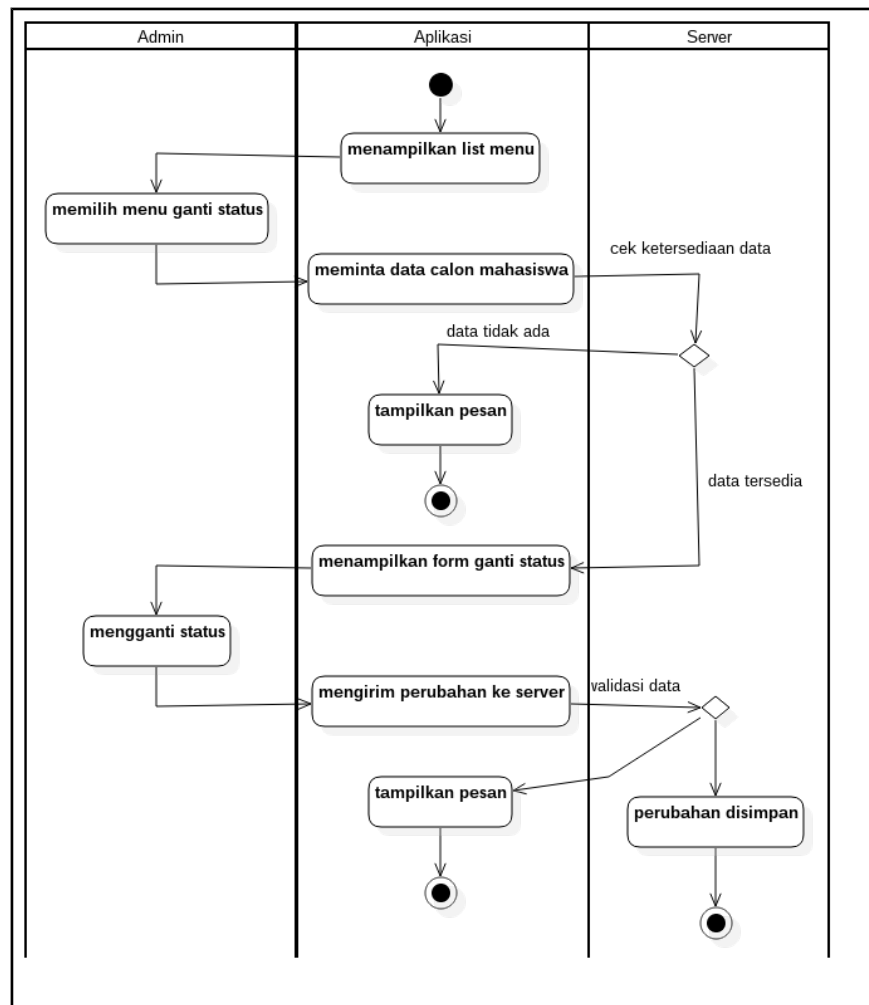 Admin
Aplikasi
Server
menampilkan list menu
memilih menu ganti status
cek ketersediaan data
meminta data calon mahasiswa
data tidak ada
tampilkan pesan
data tersedia
menampilkan form ganti status
mengganti status
mengirim perubahan ke server
validasi data
tampilkan pesan
perubahan disimpan